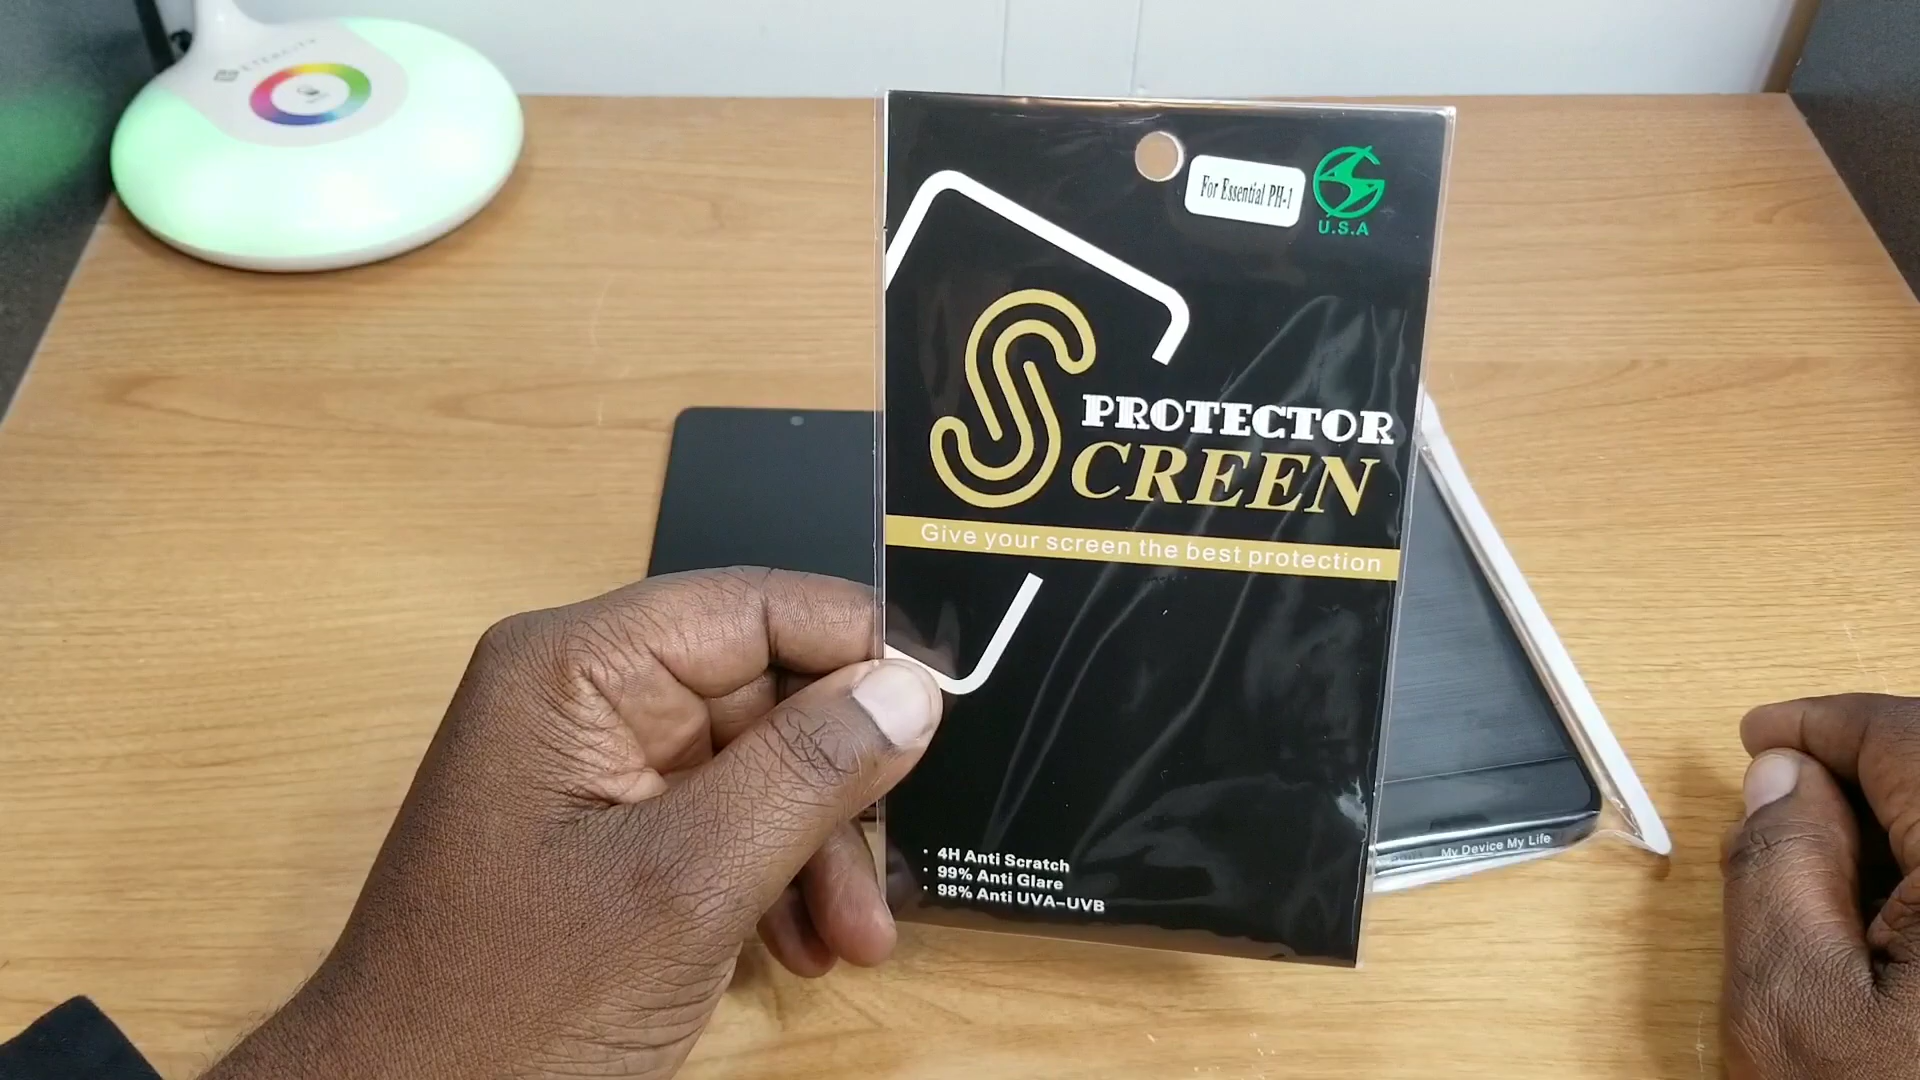 ETERNITY
For Essential PH-1
U.S.A
PROTECTOR
SCREEN
Give your screen the best protection
• 4H Anti Scratch
• 99% Anti Glare
• 98% Anti UVA-UVB
My Device My Life